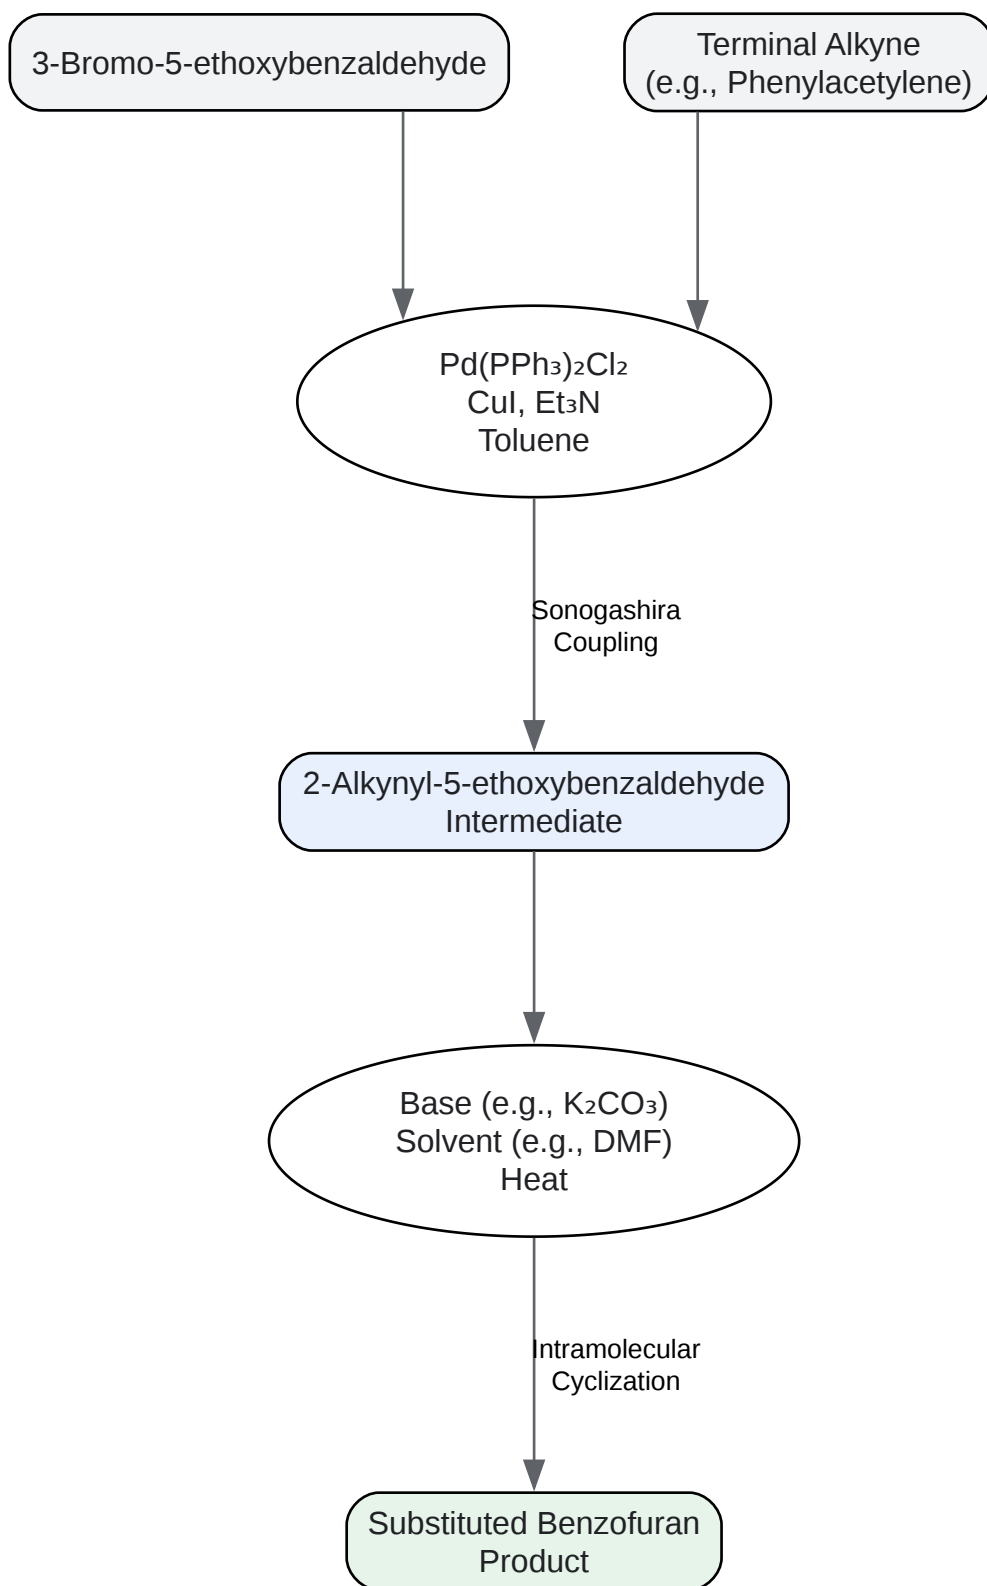 3-Bromo-5-ethoxybenzaldehyde
Terminal Alkyne
(e.g., Phenylacetylene)
Pd(PPh₃)₂Cl₂
CuI, Et₃N
Toluene
Sonogashira
Coupling
2-Alkynyl-5-ethoxybenzaldehyde
Intermediate
Base (e.g., K₂CO₃)
Solvent (e.g., DMF)
Heat
Intramolecular
Cyclization
Substituted Benzofuran
Product